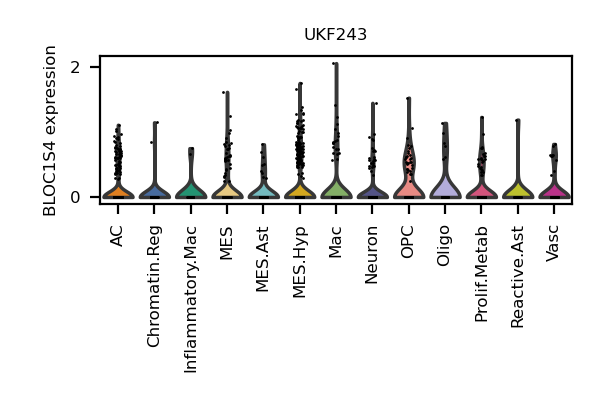 UKF243
BLOC1S4 expression
2
0
AC
Chromatin.Reg
Inflammatory.Mac
MES
MES.Ast
MES.Hyp
Mac
Neuron
OPC
Oligo
Prolif.Metab
Reactive.Ast
Vasc